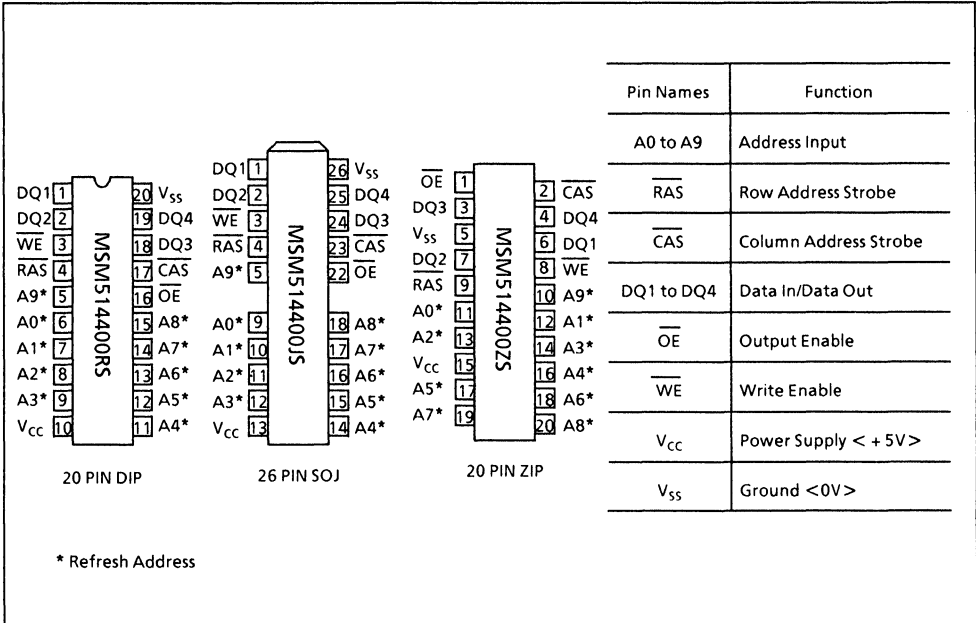 DQ1 1 20 VSS
DQ2 2 19 DQ4
WE 3 18 DQ3
RAS 4 17 CAS
A9* 5 16 OE
A0* 6 15 A8*
A1* 7 14 A7*
A2* 8 13 A6*
A3* 9 12 A5*
VCC 10 11 A4*
MSM514400RS
20 PIN DIP
DQ1 1 26 VSS
DQ2 2 25 DQ4
WE 3 24 DQ3
RAS 4 23 CAS
A9* 5 22 OE
A0* 9 18 A8*
A1* 10 17 A7*
A2* 11 16 A6*
A3* 12 15 A5*
VCC 13 14 A4*
MSM514400JS
26 PIN SOJ
OE 1
2 CAS
DQ3 3
4 DQ4
VSS 5
6 DQ1
DQ2 7
8 WE
RAS 9
10 A9*
A0* 11
12 A1*
A2* 13
14 A3*
VCC 15
16 A4*
A5* 17
18 A6*
A7* 19
20 A8*
MSM514400ZS
20 PIN ZIP
Pin Names Function
A0 to A9 Address Input
RAS Row Address Strobe
CAS Column Address Strobe
DQ1 to DQ4 Data In/Data Out
OE Output Enable
WE Write Enable
VCC Power Supply < + 5V>
VSS Ground <0V>
* Refresh Address